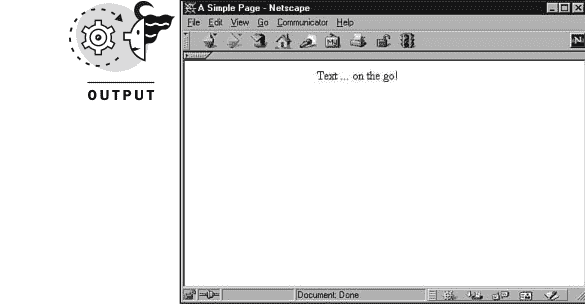 A Simple Page - Netscape
File Edit View Go Communicator Help
N
Text ... on the go!
OUTPUT
Document: Done